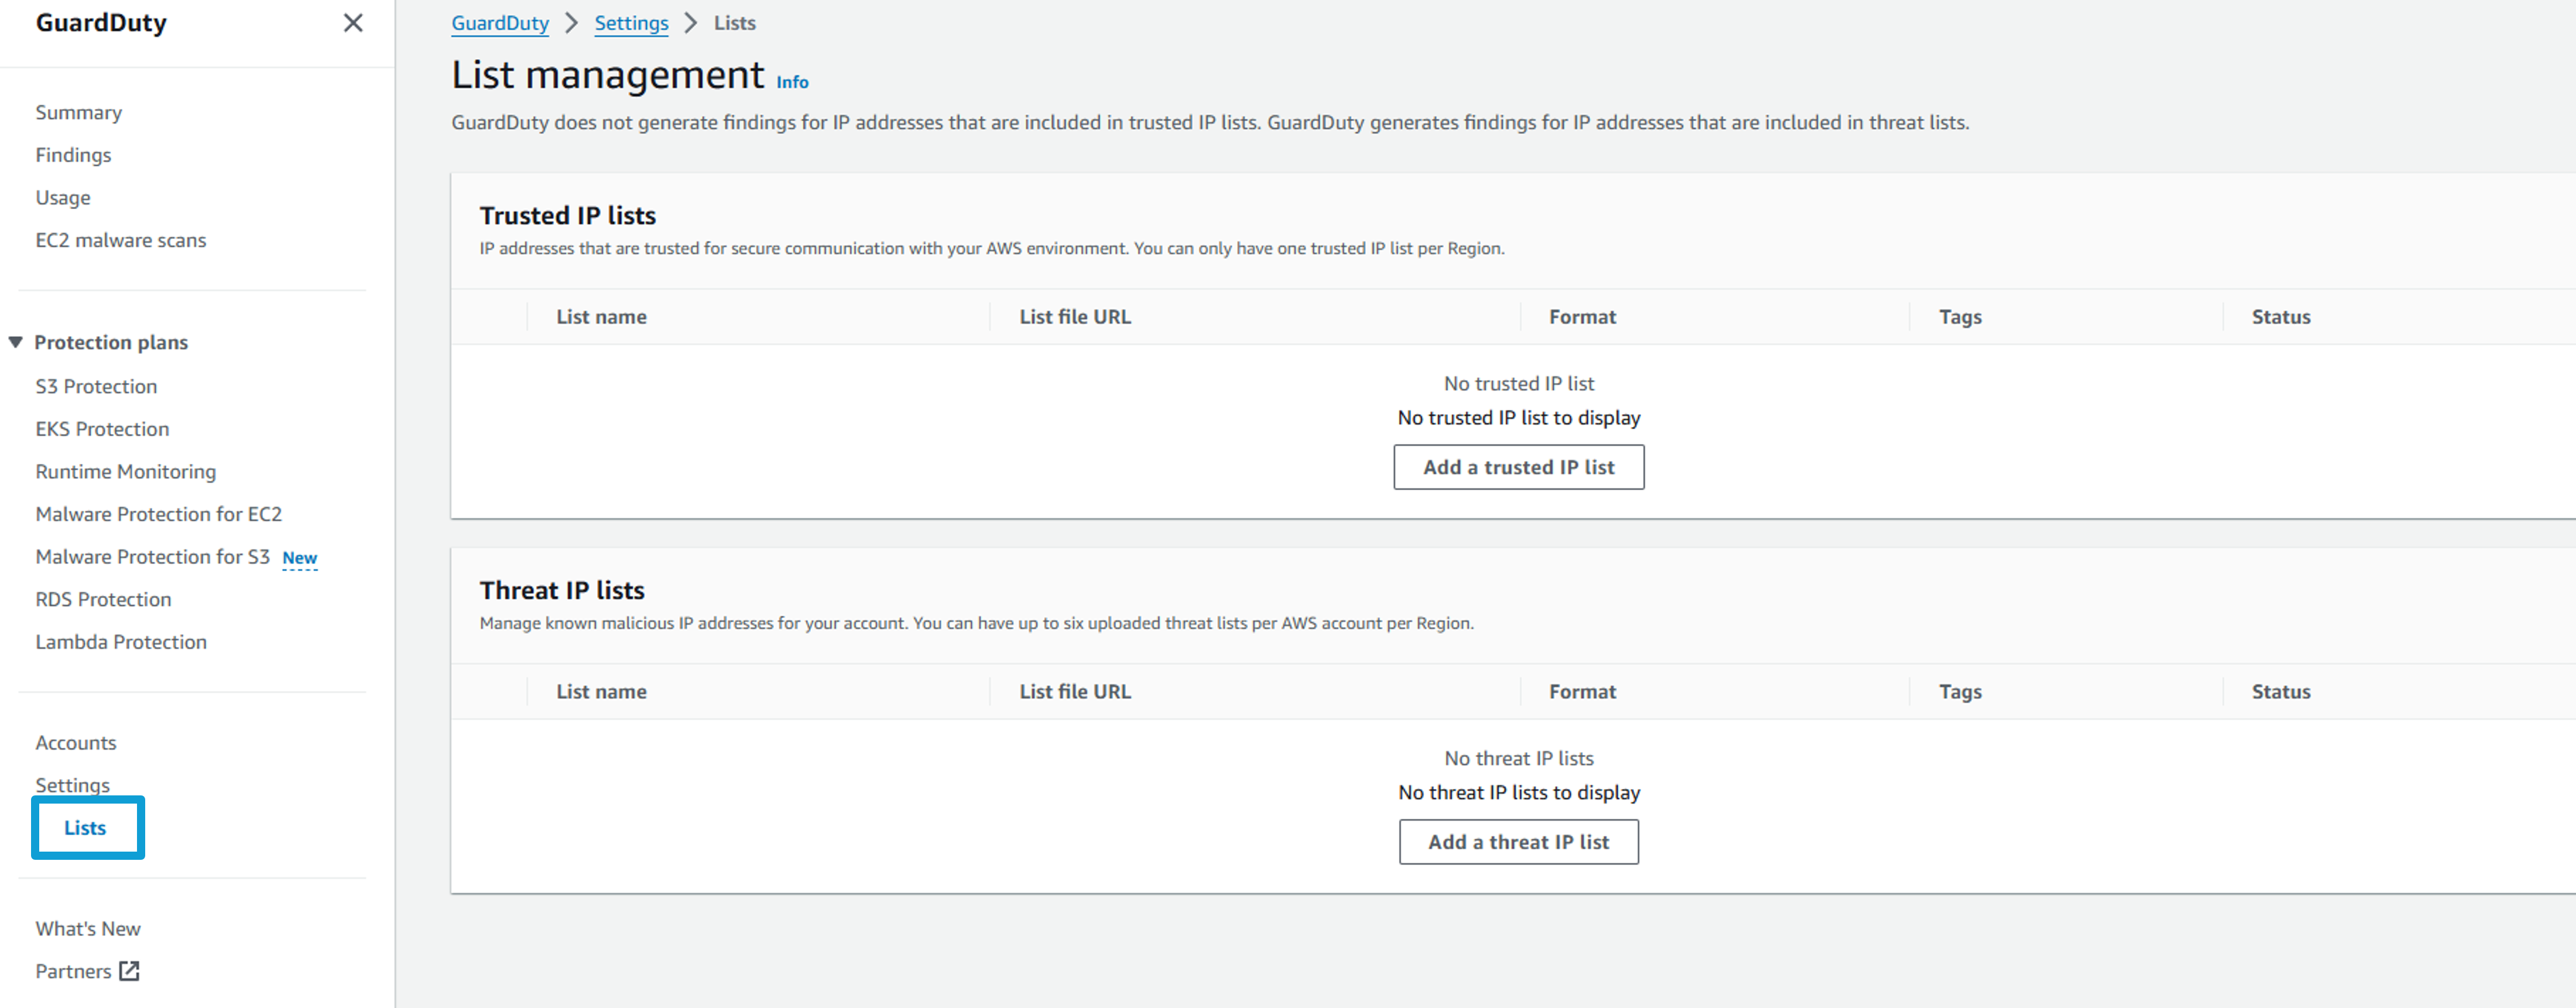 GuardDuty
Summary
Findings
Usage
EC2 malware scans
Protection plans
S3 Protection
EKS Protection
Runtime Monitoring
Malware Protection for EC2
Malware Protection for S3 New
RDS Protection
Lambda Protection
Accounts
Settings
Lists
What's New
Partners
GuardDuty > Settings > Lists
List management Info
GuardDuty does not generate findings for IP addresses that are included in trusted IP lists. GuardDuty generates findings for IP addresses that are included in threat lists.
Trusted IP lists
IP addresses that are trusted for secure communication with your AWS environment. You can only have one trusted IP list per Region.
List name List file URL Format Tags Status
No trusted IP list
No trusted IP list to display
Add a trusted IP list
Threat IP lists
Manage known malicious IP addresses for your account. You can have up to six uploaded threat lists per AWS account per Region.
List name List file URL Format Tags Status
No threat IP lists
No threat IP lists to display
Add a threat IP list